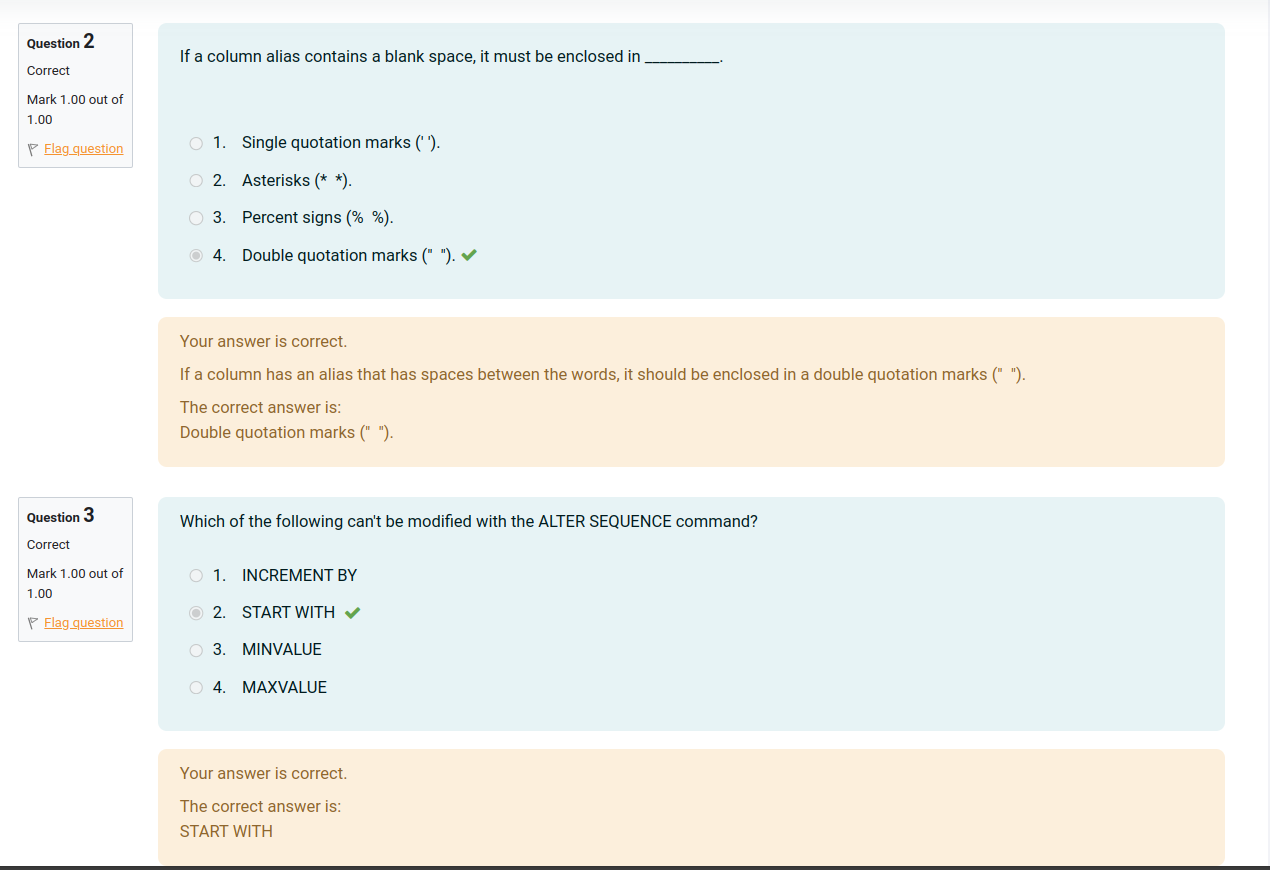 Question 2
Correct
Mark 1.00 out of
1.00
Flag question
If a column alias contains a blank space, it must be enclosed in __________.
1. Single quotation marks (' ').
2. Asterisks (* *).
3. Percent signs (% %).
4. Double quotation marks (" ").
Your answer is correct.
If a column has an alias that has spaces between the words, it should be enclosed in a double quotation marks (" ").
The correct answer is:
Double quotation marks (" ").
Question 3
Correct
Mark 1.00 out of
1.00
Flag question
Which of the following can't be modified with the ALTER SEQUENCE command?
1. INCREMENT BY
2. START WITH
3. MINVALUE
4. MAXVALUE
Your answer is correct.
The correct answer is:
START WITH